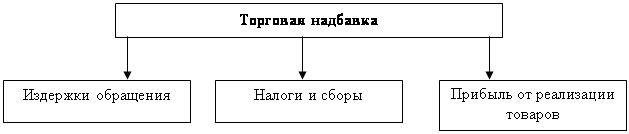 Торговая надбавка
Издержки обращения
Налоги и сборы
Прибыль от реализации
товаров